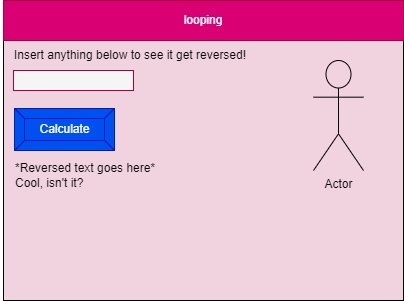 looping
Insert anything below to see it get reversed!
Calculate
*Reversed text goes here*
Cool, isn't it?
Actor